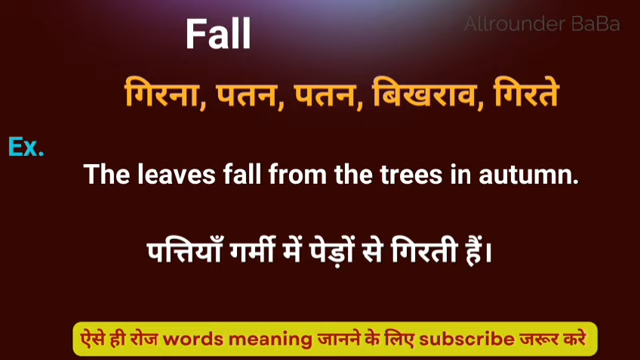 Allrounder BaBa
Fall
गिरना, पतन, पतन, बिखराव, गिरते
Ex.
The leaves fall from the trees in autumn.
पत्तियाँ गर्मी में पेड़ों से गिरती हैं।
ऐसे ही रोज words meaning जानने के लिए subscribe जरूर करे